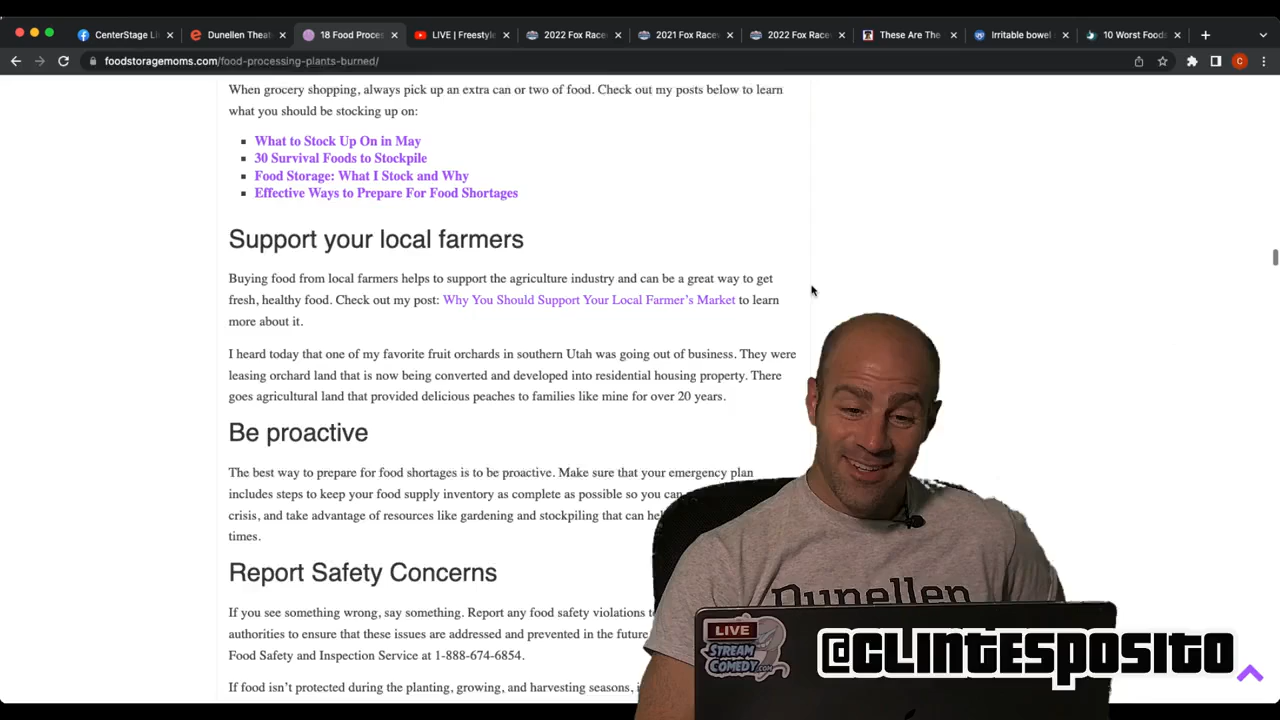 CenterStage Li
Dunellen Theat
18 Food Proces
LIVE | Freestyle
2022 Fox Race
2021 Fox Race
2022 Fox Race
These Are The
Irritable bowel
10 Worst Foods
foodstoragemoms.com/food-processing-plants-burned/
C
When grocery shopping, always pick up an extra can or two of food. Check out my posts below to learn
what you should be stocking up on:
What to Stock Up On in May
30 Survival Foods to Stockpile
Food Storage: What I Stock and Why
Effective Ways to Prepare For Food Shortages
Support your local farmers
Buying food from local farmers helps to support the agriculture industry and can be a great way to get
fresh, healthy food. Check out my post: Why You Should Support Your Local Farmer's Market to learn
more about it.
I heard today that one of my favorite fruit orchards in southern Utah was going out of business. They were
leasing orchard land that is now being converted and developed into residential housing property. There
goes agricultural land that provided delicious peaches to families like mine for over 20 years.
Be proactive
The best way to prepare for food shortages is to be proactive. Make sure that your emergency plan
includes steps to keep your food supply inventory as complete as possible so you can
crisis, and take advantage of resources like gardening and stockpiling that can hel
times.
Report Safety Concerns
If you see something wrong, say something. Report any food safety violations t
authorities to ensure that these issues are addressed and prevented in the future
Food Safety and Inspection Service at 1-888-674-6854.
If food isn't protected during the planting, growing, and harvesting seasons, i
Dunellen
LIVE
STREAM
COMEDY.COM
@CLINTESPOSITO